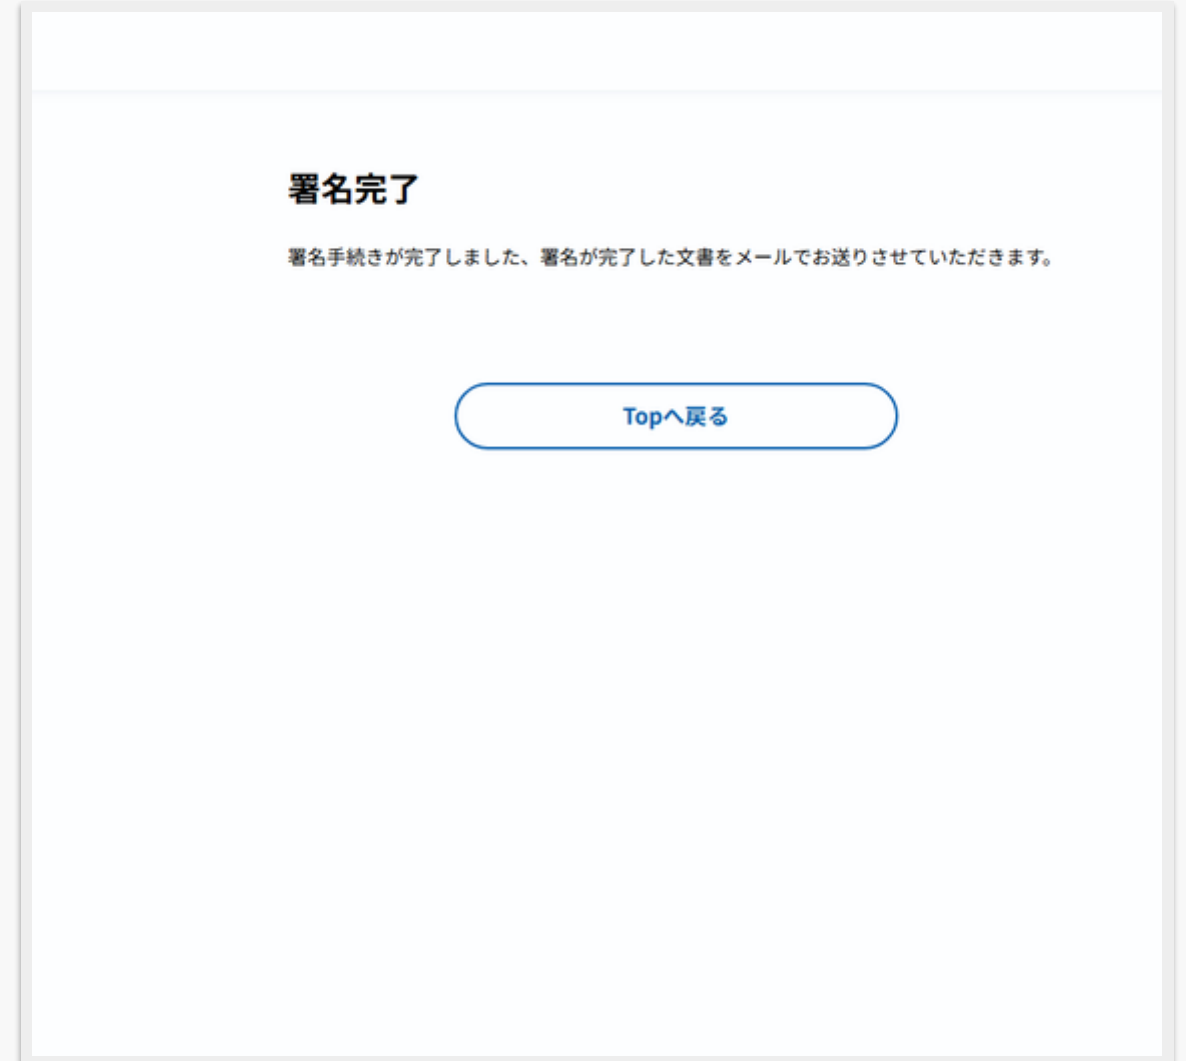 署名完了
署名手続きが完了しました、署名が完了した文書をメールでお送りさせていただきます。
Topへ戻る